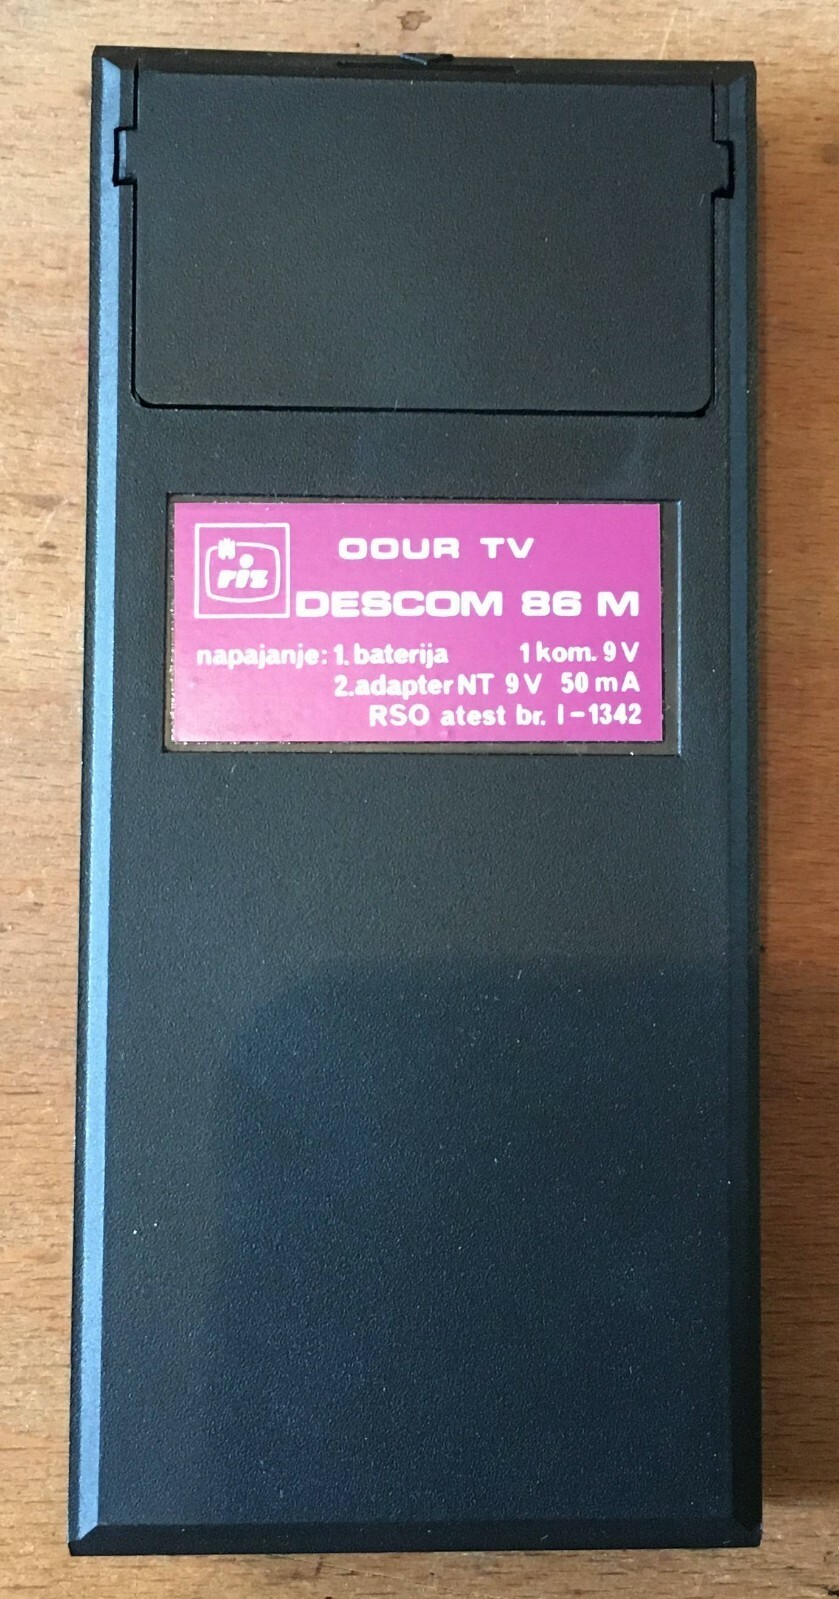 riz
OOUR TV
DESCOM 86 M
napajanje: 1. baterija 1 kom. 9 V
2. adapter NT 9 V 50 mA
RSO atest br. I-1342